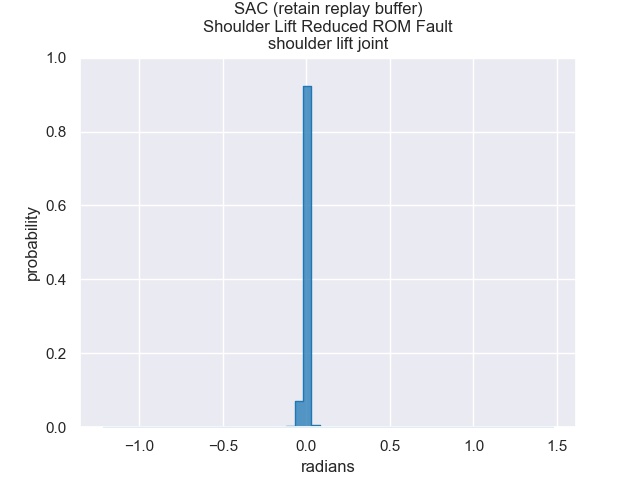 SAC (retain replay buffer)
Shoulder Lift Reduced ROM Fault
shoulder lift joint
1.0
0.8
0.6
0.4
0.2
0.0
probability
−1.0 −0.5 0.0 0.5 1.0 1.5
radians